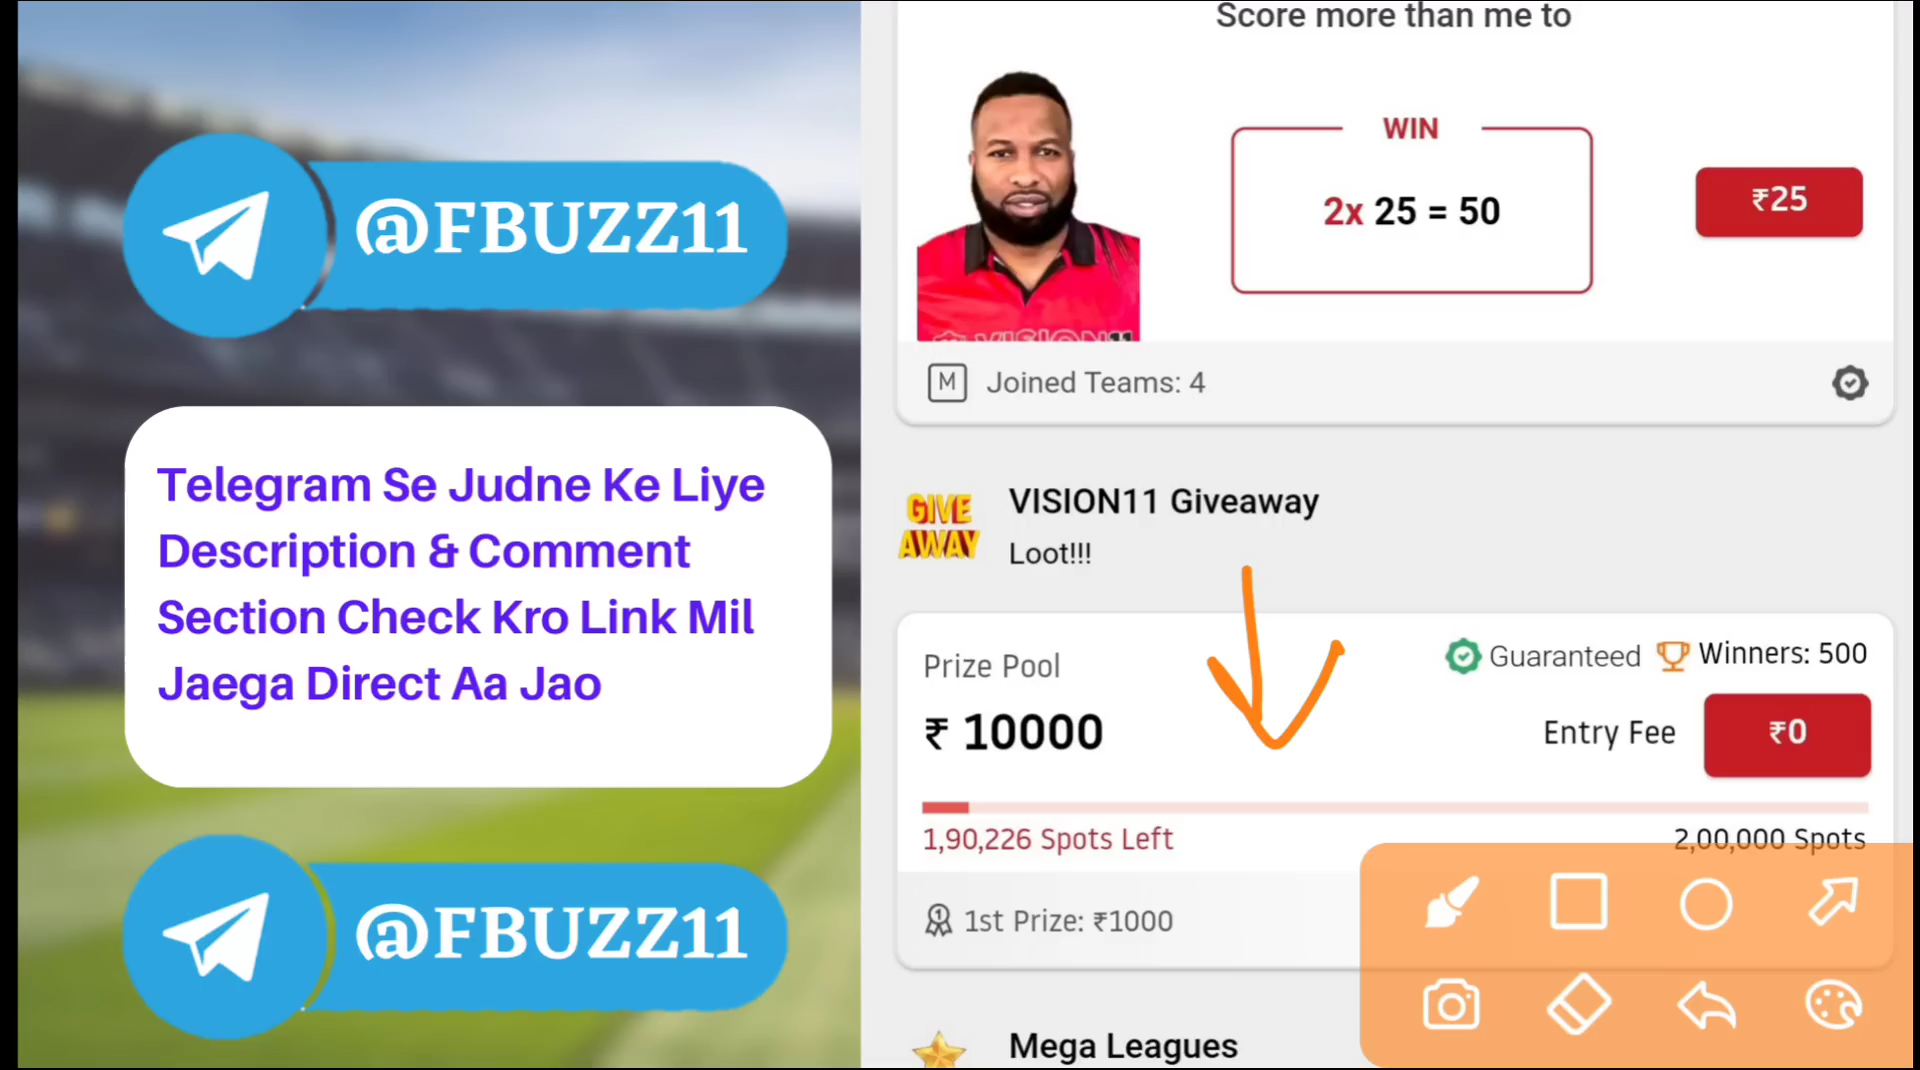 @FBUZZ11
Telegram Se Judne Ke Liye
Description & Comment
Section Check Kro Link Mil
Jaega Direct Aa Jao
@FBUZZ11
Score more than me to
WIN
2x 25 = 50
₹25
VISION11
M Joined Teams: 4
GIVE
AWAY
VISION11 Giveaway
Loot!!!
Prize Pool
Guaranteed
Winners: 500
₹ 10000
Entry Fee
₹0
1,90,226 Spots Left
2,00,000 Spots
1st Prize: ₹1000
Mega Leagues